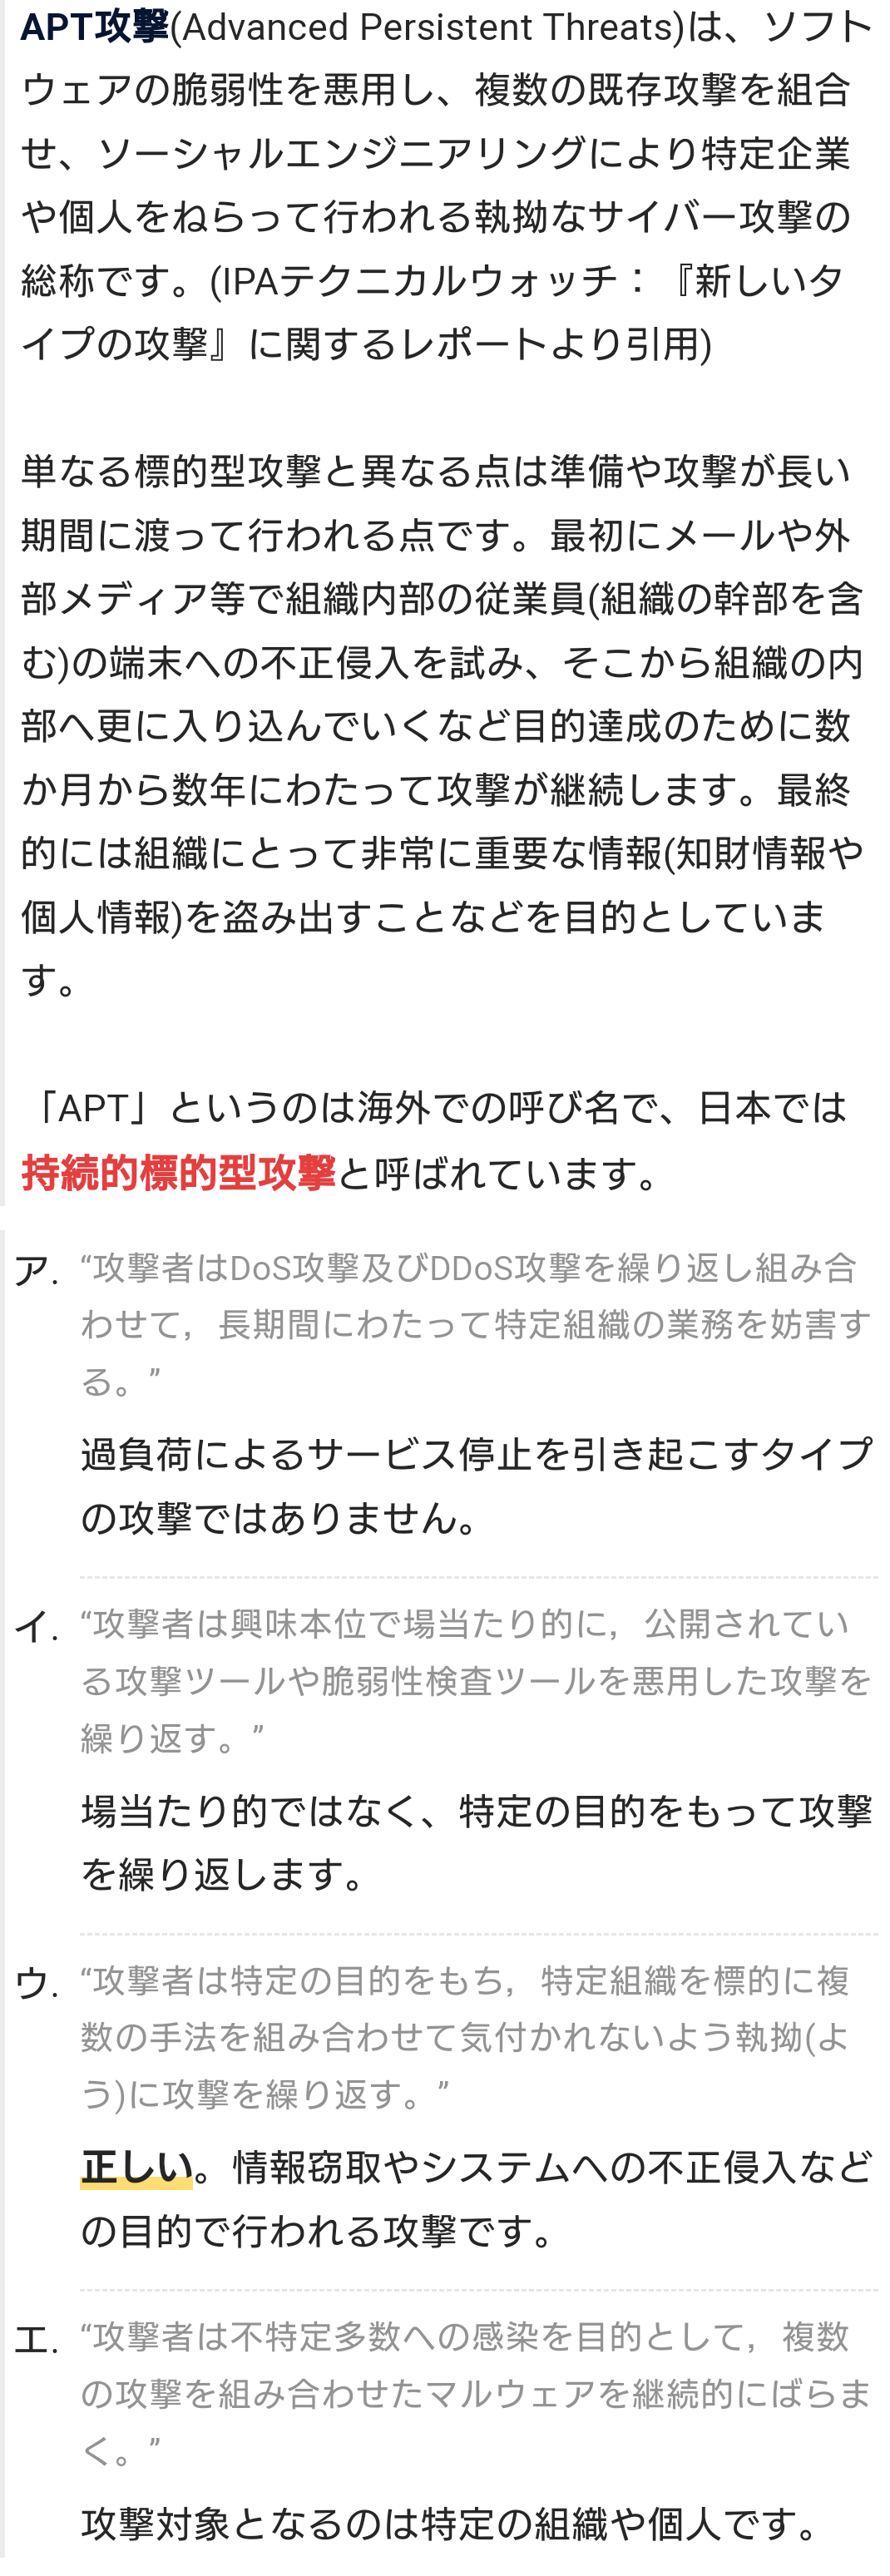 APT攻撃(Advanced Persistent Threats)は、ソフト
ウェアの脆弱性を悪用し、複数の既存攻撃を組合
せ、ソーシャルエンジニアリングにより特定企業
や個人をねらって行われる執拗なサイバー攻撃の
総称です。(IPAテクニカルウォッチ：『新しいタ
イプの攻撃』に関するレポートより引用)
単なる標的型攻撃と異なる点は準備や攻撃が長い
期間に渡って行われる点です。最初にメールや外
部メディア等で組織内部の従業員(組織の幹部を含
む)の端末への不正侵入を試み、そこから組織の内
部へ更に入り込んでいくなど目的達成のために数
か月から数年にわたって攻撃が継続します。最終
的には組織にとって非常に重要な情報(知財情報や
個人情報)を盗み出すことなどを目的としていま
す。
「APT」というのは海外での呼び名で、日本では
持続的標的型攻撃と呼ばれています。
ア. “攻撃者はDoS攻撃及びDDoS攻撃を繰り返し組み合
わせて，長期間にわたって特定組織の業務を妨害す
る。”
過負荷によるサービス停止を引き起こすタイプ
の攻撃ではありません。
イ. “攻撃者は興味本位で場当たり的に，公開されてい
る攻撃ツールや脆弱性検査ツールを悪用した攻撃を
繰り返す。”
場当たり的ではなく、特定の目的をもって攻撃
を繰り返します。
ウ. “攻撃者は特定の目的をもち，特定組織を標的に複
数の手法を組み合わせて気付かれないよう執拗(よ
う)に攻撃を繰り返す。”
正しい。情報窃取やシステムへの不正侵入など
の目的で行われる攻撃です。
エ. “攻撃者は不特定多数への感染を目的として，複数
の攻撃を組み合わせたマルウェアを継続的にばらま
く。”
攻撃対象となるのは特定の組織や個人です。